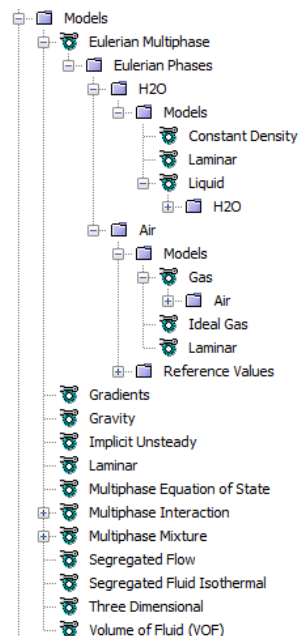 Models
Eulerian Multiphase
Eulerian Phases
H2O
Models
Constant Density
Laminar
Liquid
H2O
Air
Models
Gas
Air
Ideal Gas
Laminar
Reference Values
Gradients
Gravity
Implicit Unsteady
Laminar
Multiphase Equation of State
Multiphase Interaction
Multiphase Mixture
Segregated Flow
Segregated Fluid Isothermal
Three Dimensional
Volume of Fluid (VOF)